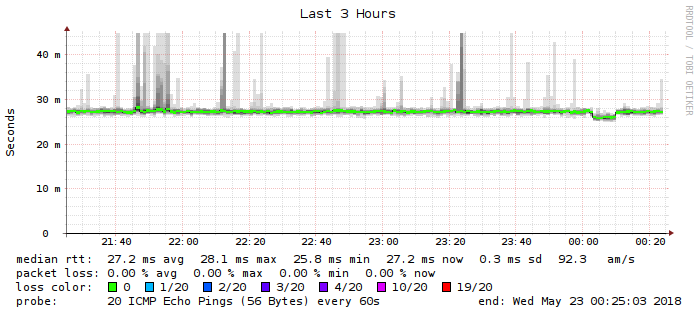 Last 3 Hours
RRDTOOL / TOBI OETIKER
Seconds
40 m
30 m
20 m
10 m
0
21:40 22:00 22:20 22:40 23:00 23:20 23:40 00:00 00:20
median rtt: 27.2 ms avg 28.1 ms max 25.8 ms min 27.2 ms now 0.3 ms sd 92.3 am/s
packet loss: 0.00 % avg 0.00 % max 0.00 % min 0.00 % now
loss color: 0 1/20 2/20 3/20 4/20 10/20 19/20
probe: 20 ICMP Echo Pings (56 Bytes) every 60s end: Wed May 23 00:25:03 2018